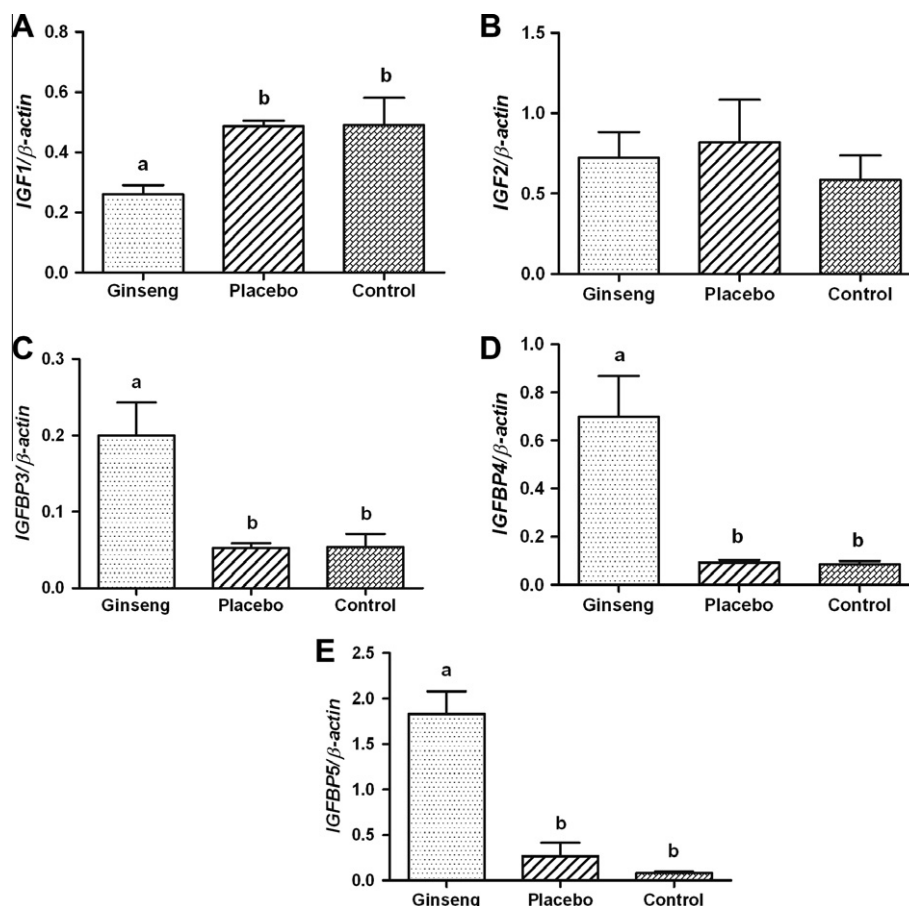 A
IGF1/β-actin
0.8
0.6
0.4
0.2
0.0
a
b
b
Ginseng Placebo Control
B
IGF2/β-actin
1.5
1.0
0.5
0.0
Ginseng Placebo Control
C
IGFBP3/β-actin
0.3
0.2
0.1
0.0
a
b
b
Ginseng Placebo Control
D
IGFBP4/β-actin
1.0
0.8
0.6
0.4
0.2
0.0
a
b
b
Ginseng Placebo Control
E
IGFBP5/β-actin
2.5
2.0
1.5
1.0
0.5
0.0
a
b
b
Ginseng Placebo Control